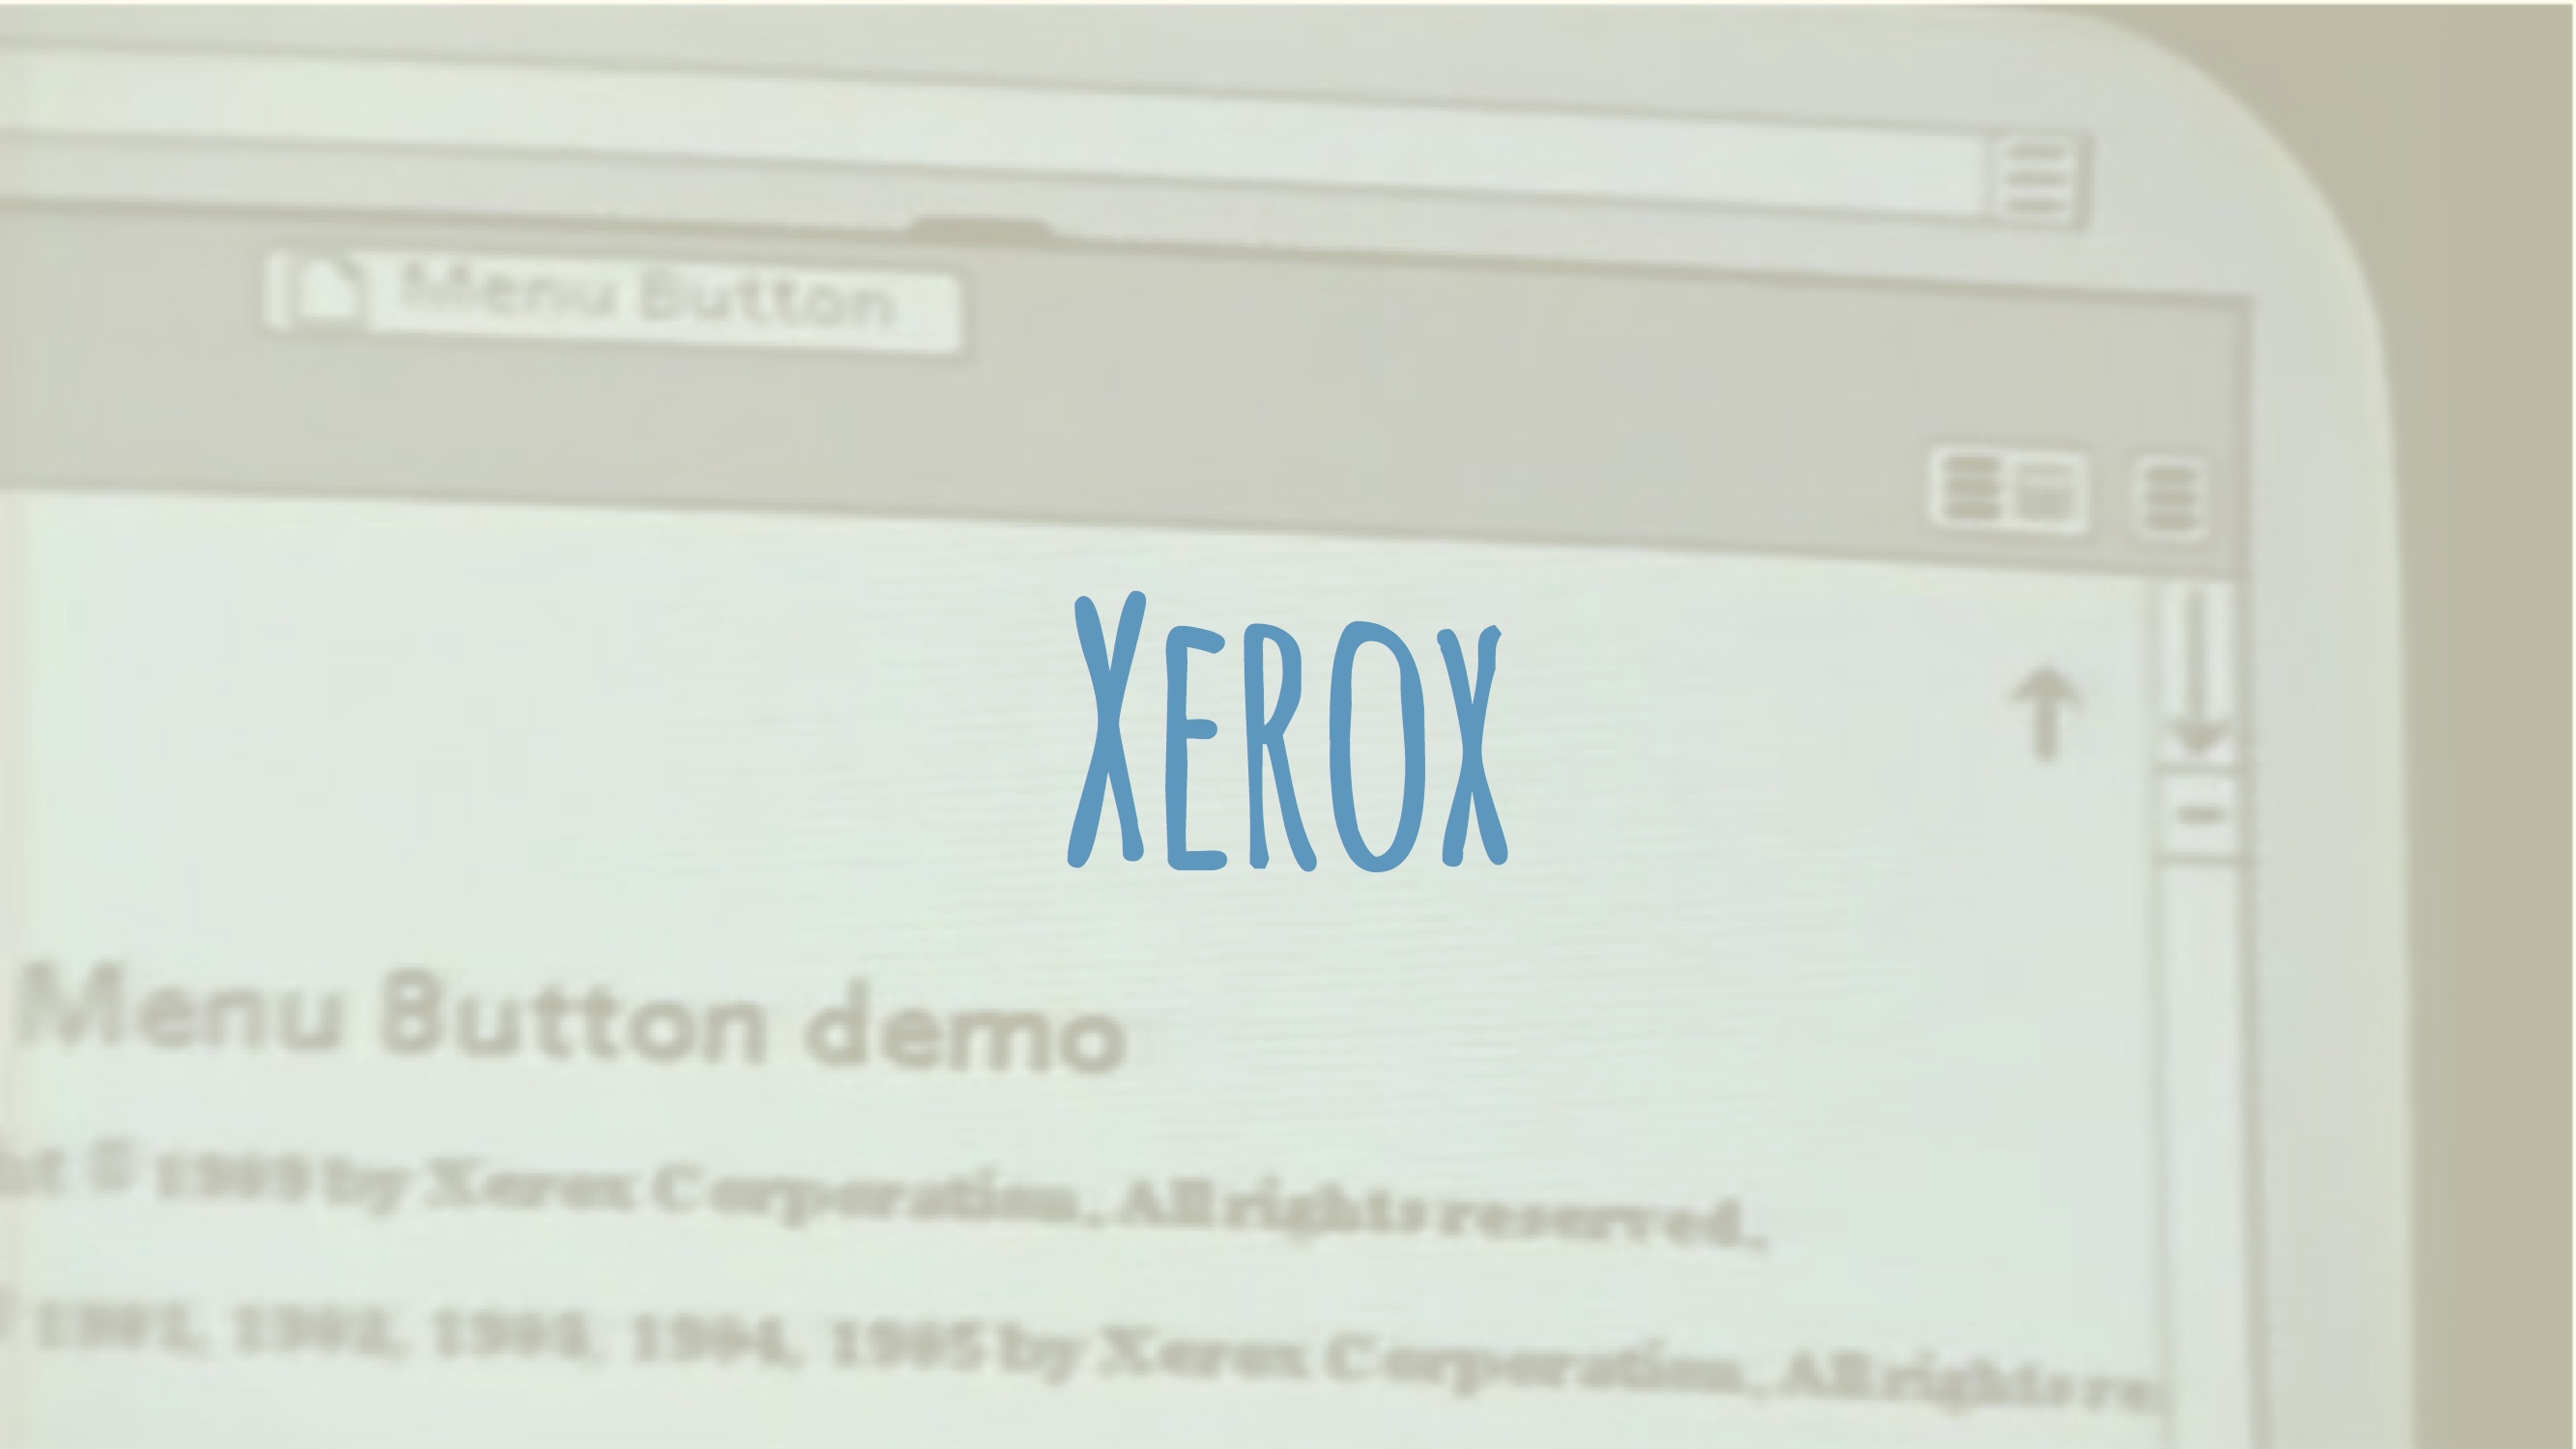 Menu Button
XEROX
Menu Button demo
by Xerox Corporation. All rights reserved.
1981, 1982, 1983, 1984, 1985 by Xerox Corporation. All rights re